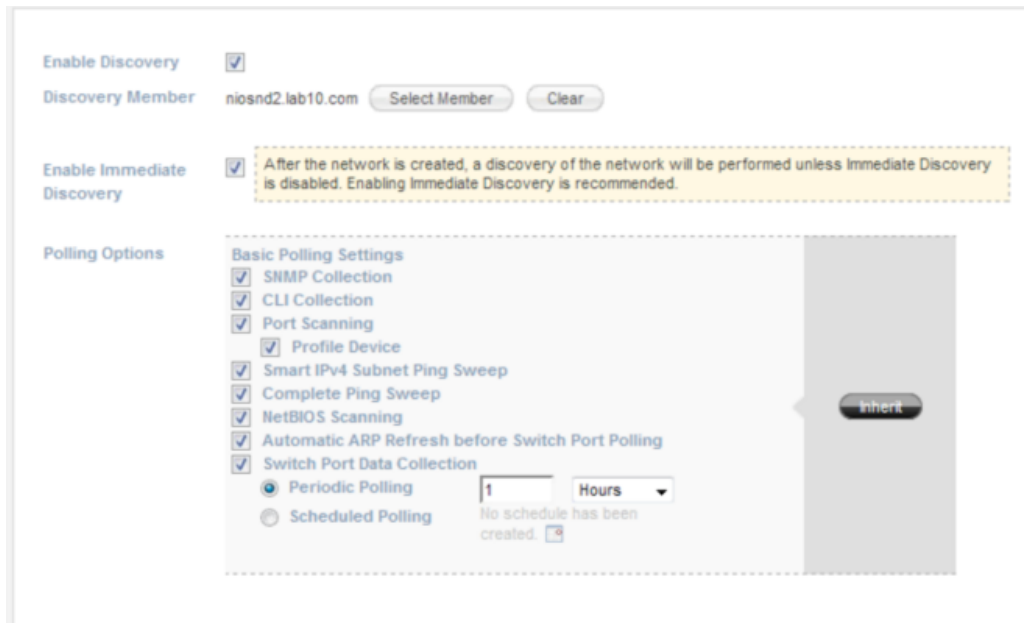 Enable Discovery
Discovery Member niosnd2.lab10.com Select Member Clear
Enable Immediate Discovery
After the network is created, a discovery of the network will be performed unless Immediate Discovery
is disabled. Enabling Immediate Discovery is recommended.
Polling Options
Basic Polling Settings
SNMP Collection
CLI Collection
Port Scanning
Profile Device
Smart IPv4 Subnet Ping Sweep
Complete Ping Sweep
NetBIOS Scanning
Automatic ARP Refresh before Switch Port Polling
Switch Port Data Collection
Periodic Polling 1 Hours
Scheduled Polling No schedule has been
created.
Inherit